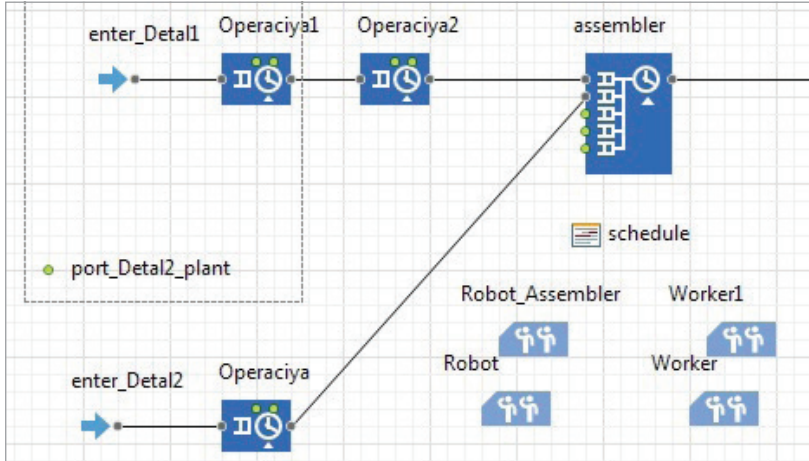 enter_Detal1
Operaciya1
Operaciya2
assembler
port_Detal2_plant
schedule
Robot_Assembler
Worker1
Robot
Worker
enter_Detal2
Operaciya